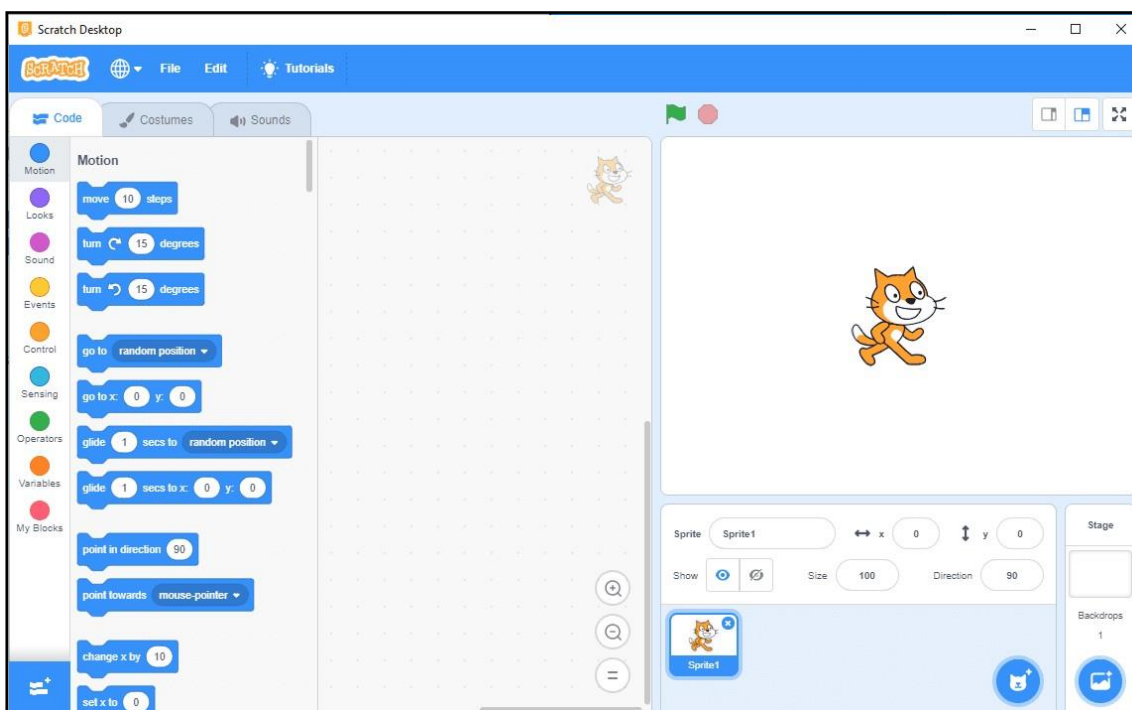 Scratch Desktop
SCRATCH File Edit Tutorials
Code Costumes Sounds
Motion
Looks
Sound
Events
Control
Sensing
Operators
Variables
My Blocks
Motion
move 10 steps
turn 15 degrees
turn 15 degrees
go to random position
go to x: 0 y: 0
glide 1 secs to random position
glide 1 secs to x: 0 y: 0
point in direction 90
point towards mouse-pointer
change x by 10
set x to 0
Sprite Sprite1 x 0 y 0
Show Size 100 Direction 90
Sprite1
Stage
Backdrops
1